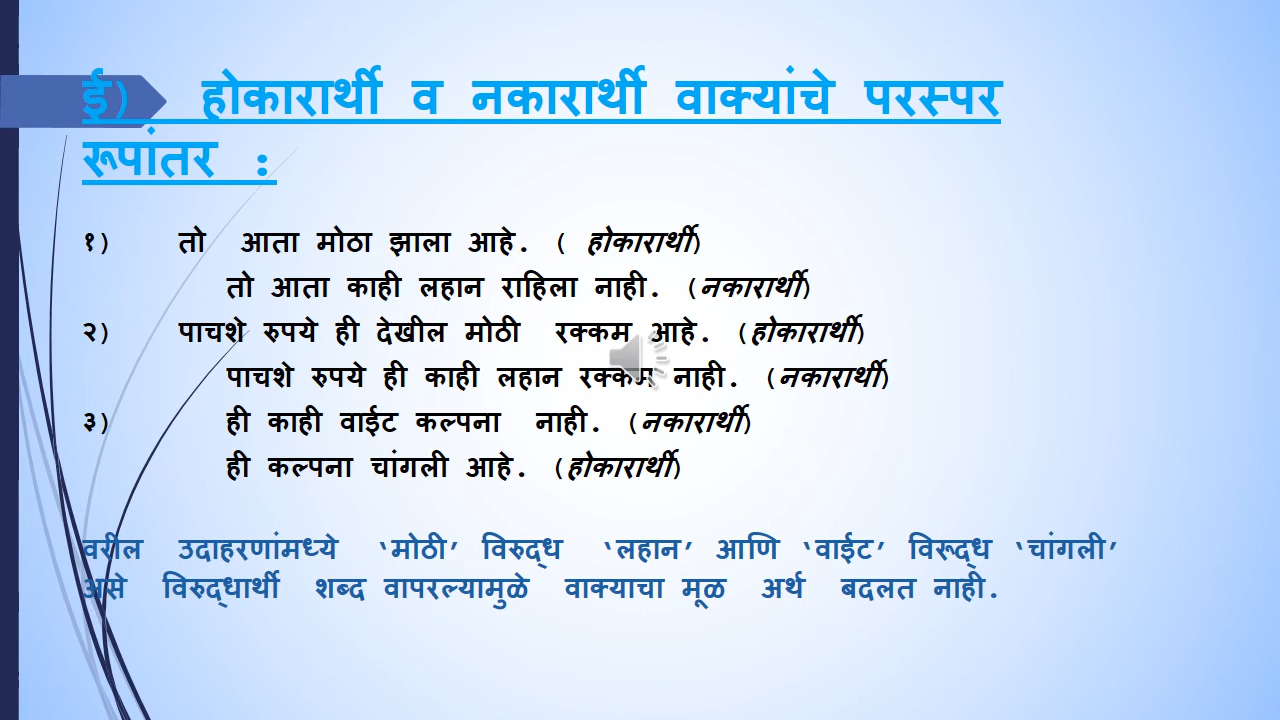 ई) होकारार्थी व नकारार्थी वाक्यांचे परस्पर
रूपांतर :
१) तो आता मोठा झाला आहे. ( होकारार्थी)
तो आता काही लहान राहिला नाही. (नकारार्थी)
२) पाचशे रुपये ही देखील मोठी रक्कम आहे. (होकारार्थी)
पाचशे रुपये ही काही लहान रक्कम नाही. (नकारार्थी)
३) ही काही वाईट कल्पना नाही. (नकारार्थी)
ही कल्पना चांगली आहे. (होकारार्थी)
वरील उदाहरणांमध्ये ‘मोठी’ विरुद्ध ‘लहान’ आणि ‘वाईट’ विरूद्ध ‘चांगली’
असे विरुद्धार्थी शब्द वापरल्यामुळे वाक्याचा मूळ अर्थ बदलत नाही.